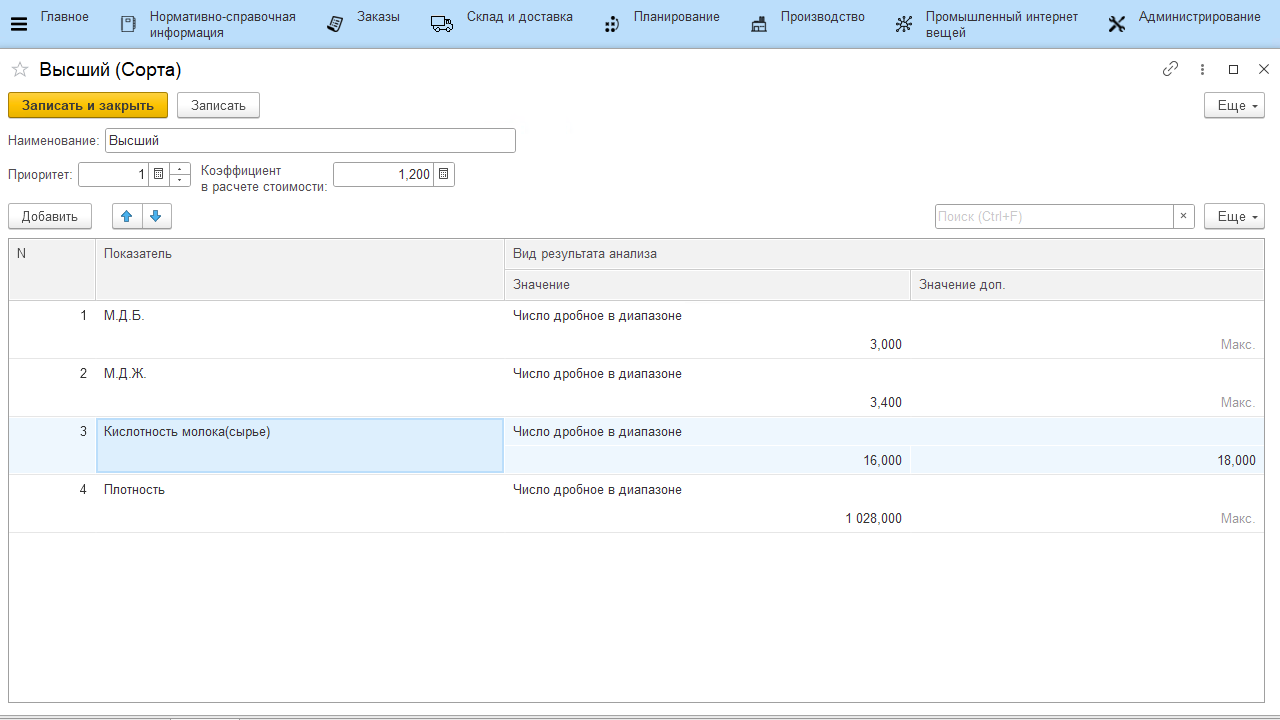 Главное
Нормативно-справочная
информация
Заказы
Склад и доставка
Планирование
Производство
Промышленный интернет
вещей
Администрирование
Высший (Сорта)
Записать и закрыть
Записать
Еще
Наименование: Высший
Приоритет: 1
Коэффициент
в расчете стоимости: 1,200
Добавить
Поиск (Ctrl+F)
×
Еще
N
Показатель
Вид результата анализа
Значение
Значение доп.
1 М.Д.Б. Число дробное в диапазоне
3,000 Макс.
2 М.Д.Ж. Число дробное в диапазоне
3,400 Макс.
3 Кислотность молока(сырье) Число дробное в диапазоне
16,000 18,000
4 Плотность Число дробное в диапазоне
1 028,000 Макс.